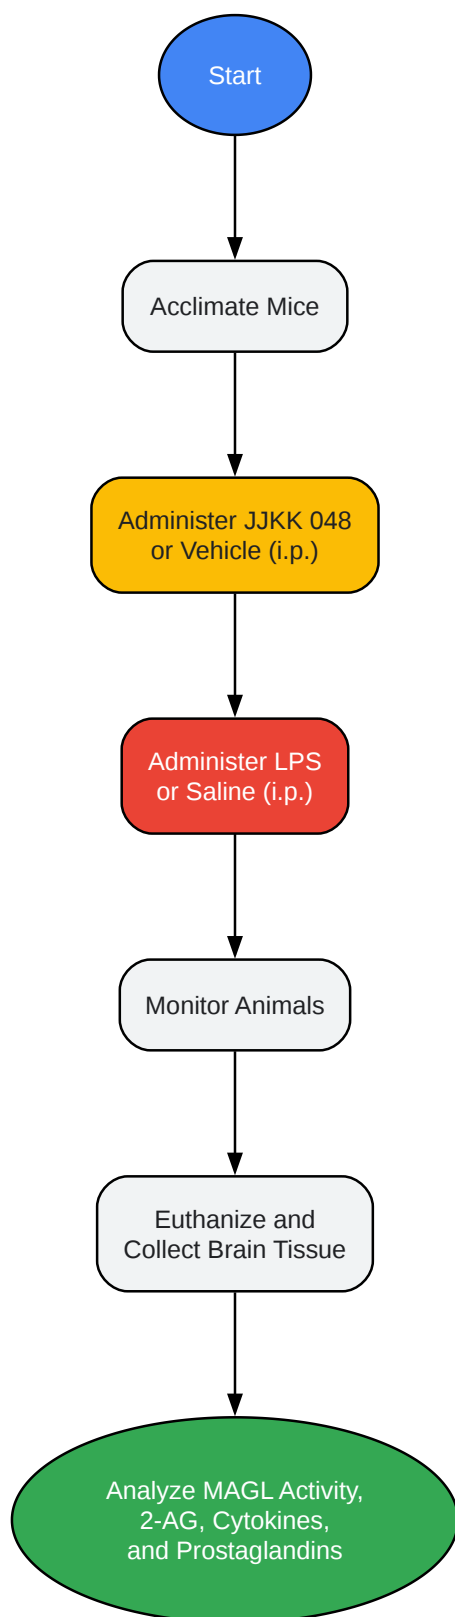 Start
Acclimate Mice
Administer JJKK 048
or Vehicle (i.p.)
Administer LPS
or Saline (i.p.)
Monitor Animals
Euthanize and
Collect Brain Tissue
Analyze MAGL Activity,
2-AG, Cytokines,
and Prostaglandins